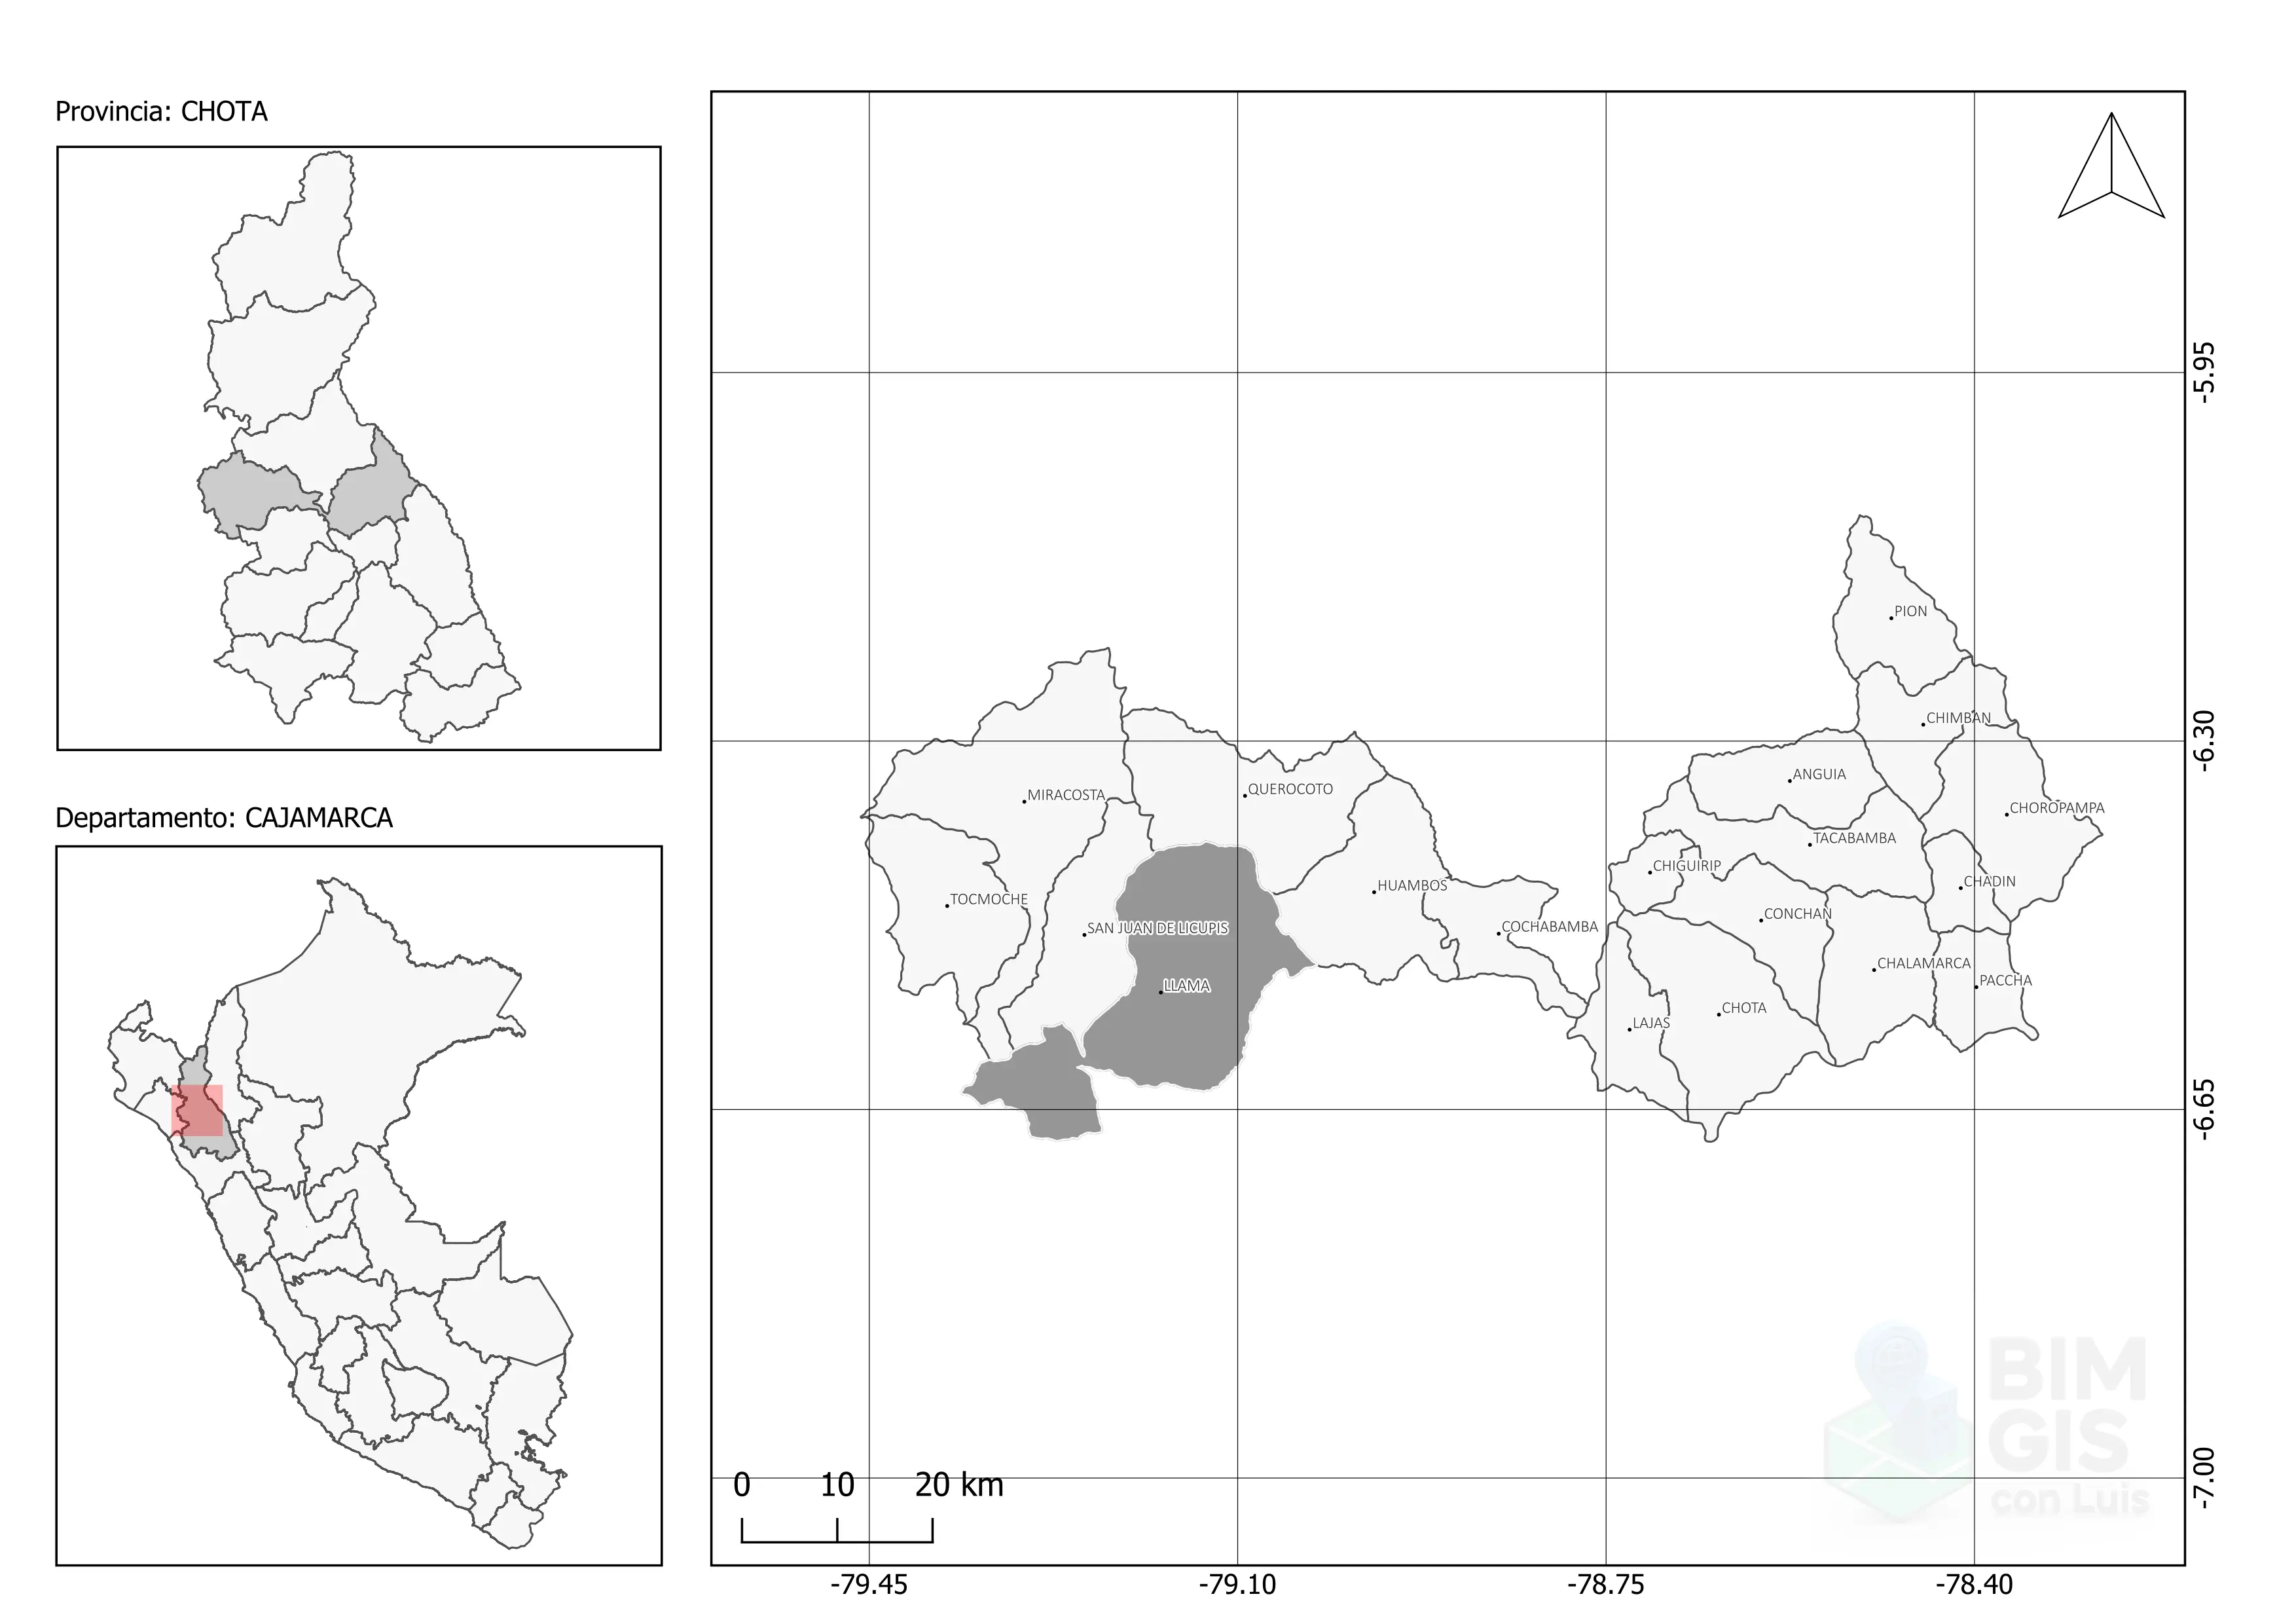 Provincia: CHOTA
Departamento: CAJAMARCA
PION
CHIMBAN
ANGUIA
CHOROPAMPA
QUEROCOTO
MIRACOSTA
TACABAMBA
CHIGUIRIP
CHADIN
HUAMBOS
TOCMOCHE
CONCHAN
SAN JUAN DE LICUPIS
COCHABAMBA
CHALAMARCA
PACCHA
LLAMA
CHOTA
LAJAS
-5.95
-6.30
-6.65
-7.00
0 10 20 km
-79.45 -79.10 -78.75 -78.40
BIM
GIS
con Luis